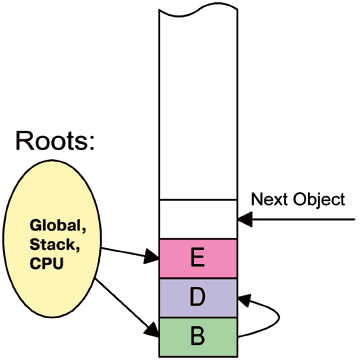 Roots:
Global,
Stack,
CPU
Next Object
E
D
B